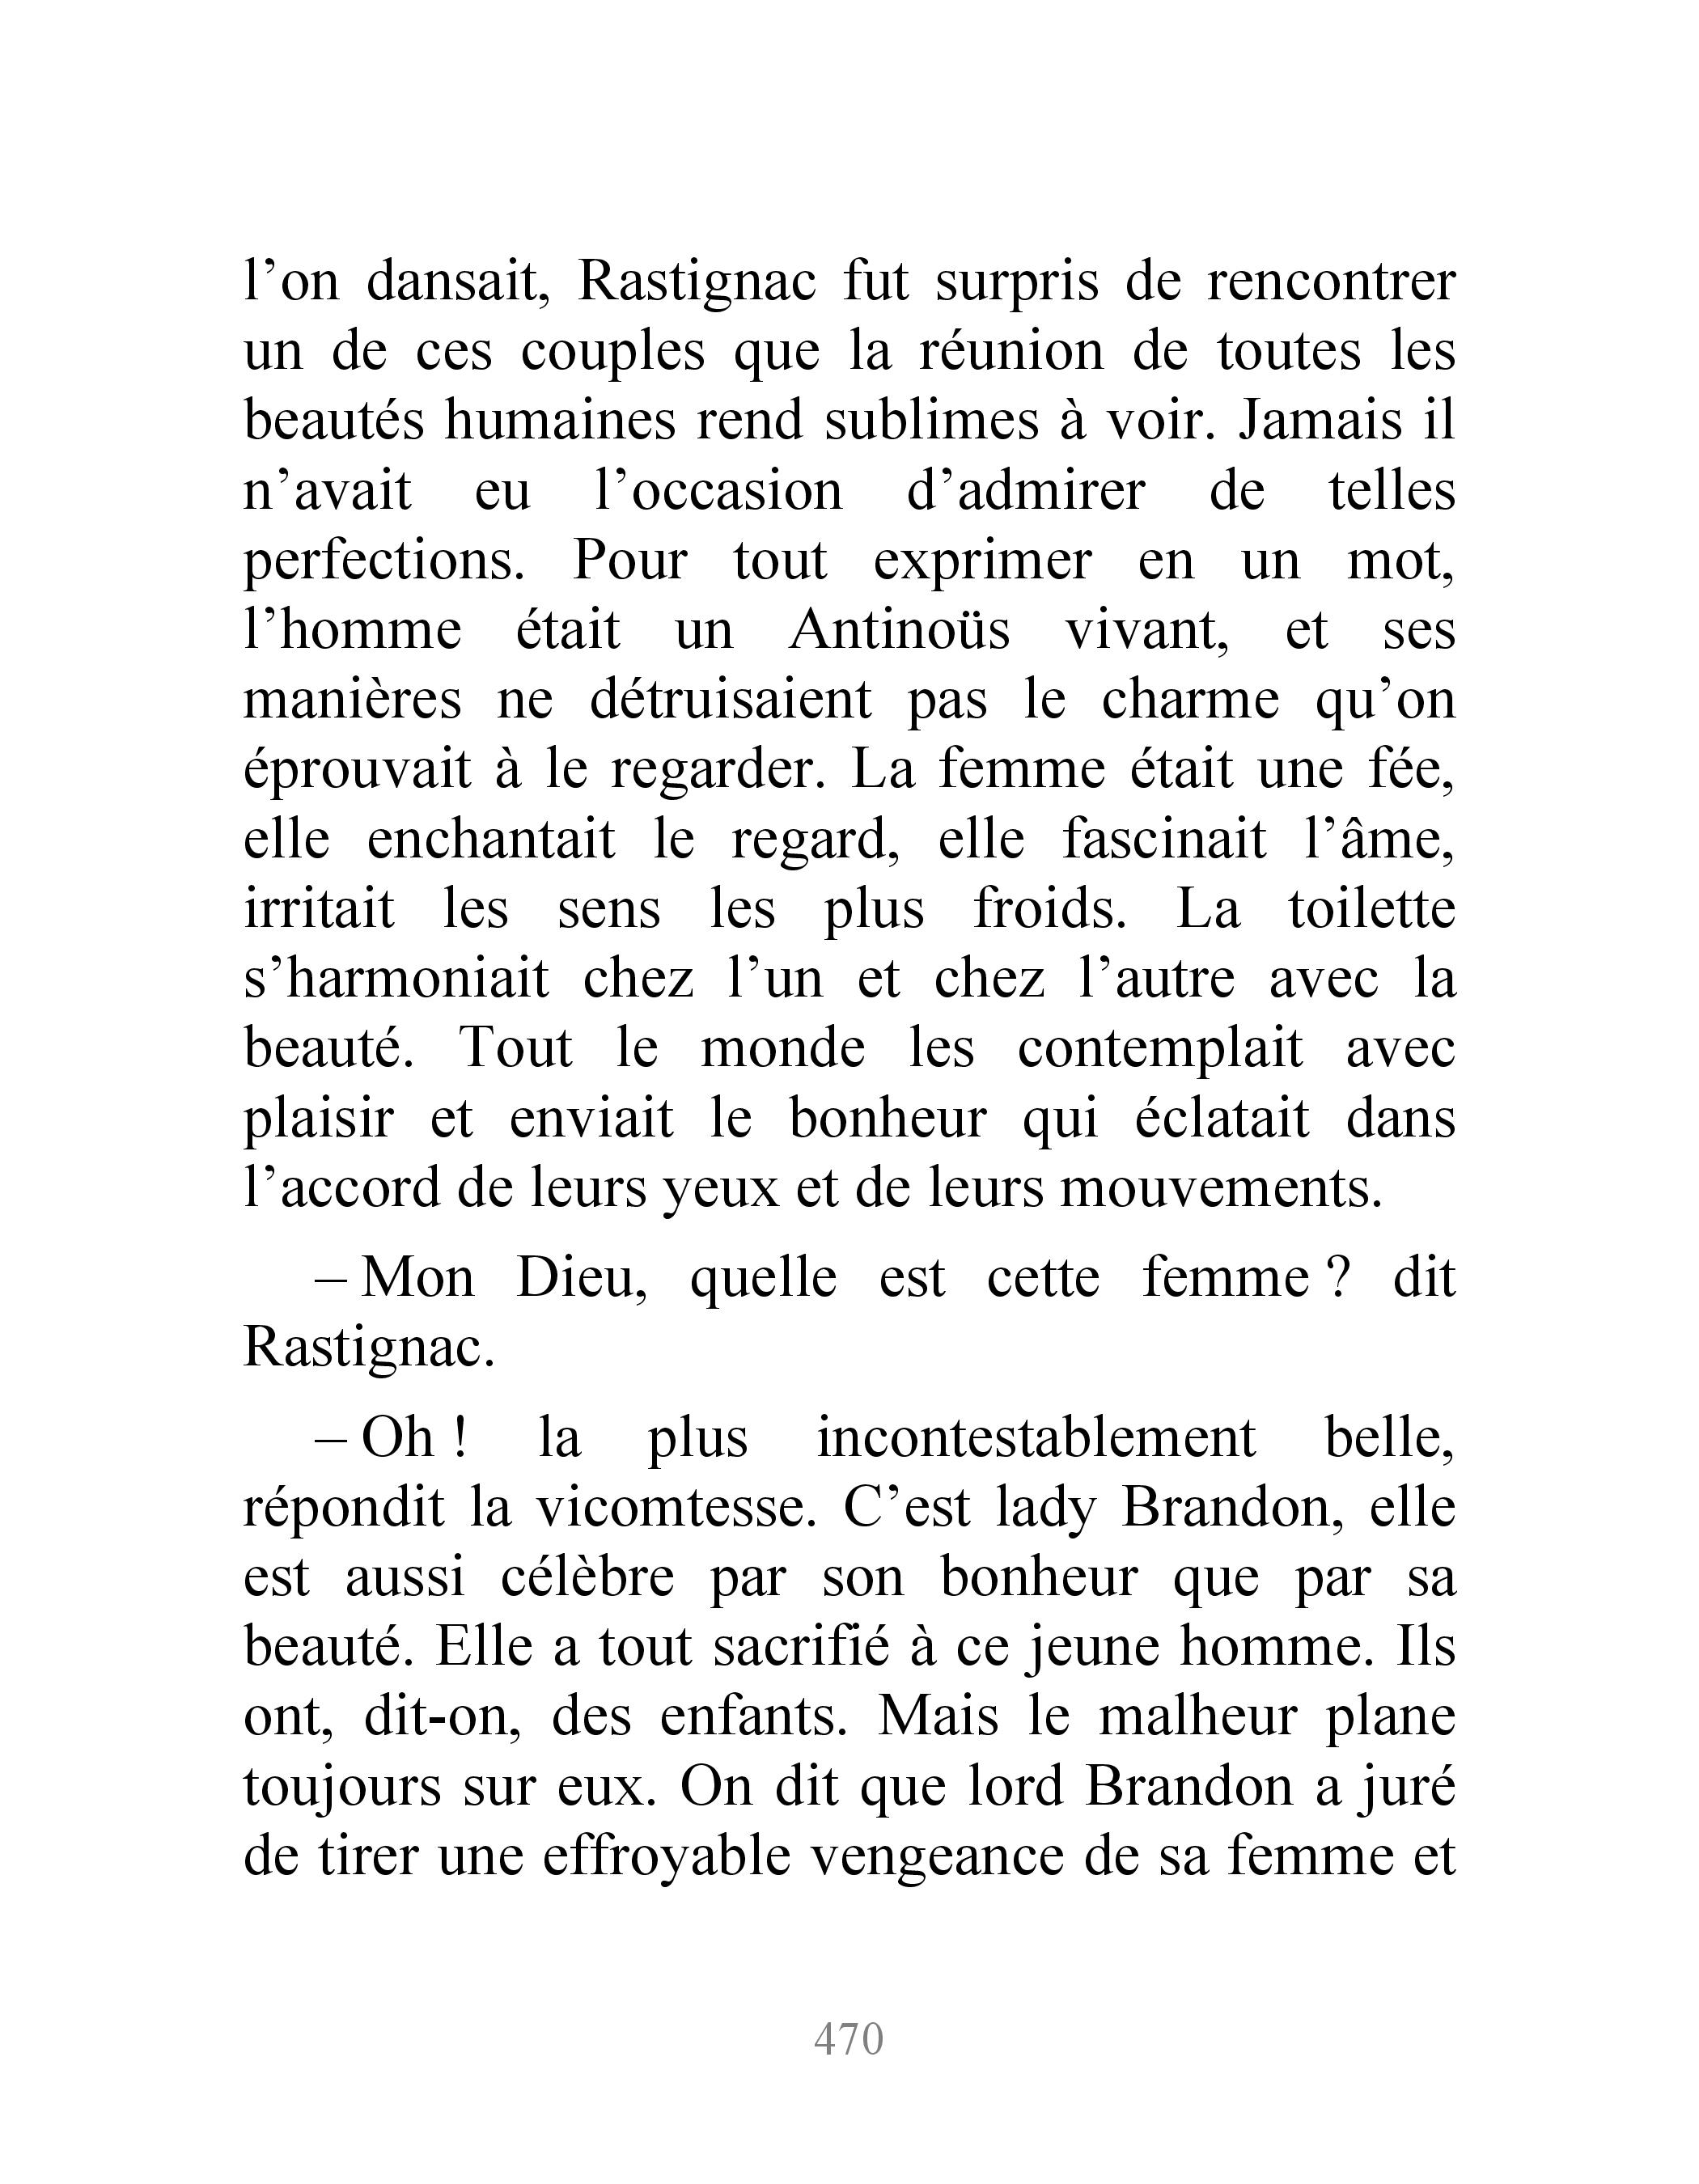 l’on dansait, Rastignac fut surpris de rencontrer
un de ces couples que la réunion de toutes les
beautés humaines rend sublimes à voir. Jamais il
n’avait eu l’occasion d’admirer de telles
perfections. Pour tout exprimer en un mot,
l’homme était un Antinoüs vivant, et ses
manières ne détruisaient pas le charme qu’on
éprouvait à le regarder. La femme était une fée,
elle enchantait le regard, elle fascinait l’âme,
irritait les sens les plus froids. La toilette
s’harmoniait chez l’un et chez l’autre avec la
beauté. Tout le monde les contemplait avec
plaisir et enviait le bonheur qui éclatait dans
l’accord de leurs yeux et de leurs mouvements.
– Mon Dieu, quelle est cette femme ? dit
Rastignac.
– Oh ! la plus incontestablement belle,
répondit la vicomtesse. C’est lady Brandon, elle
est aussi célèbre par son bonheur que par sa
beauté. Elle a tout sacrifié à ce jeune homme. Ils
ont, dit-on, des enfants. Mais le malheur plane
toujours sur eux. On dit que lord Brandon a juré
de tirer une effroyable vengeance de sa femme et
470